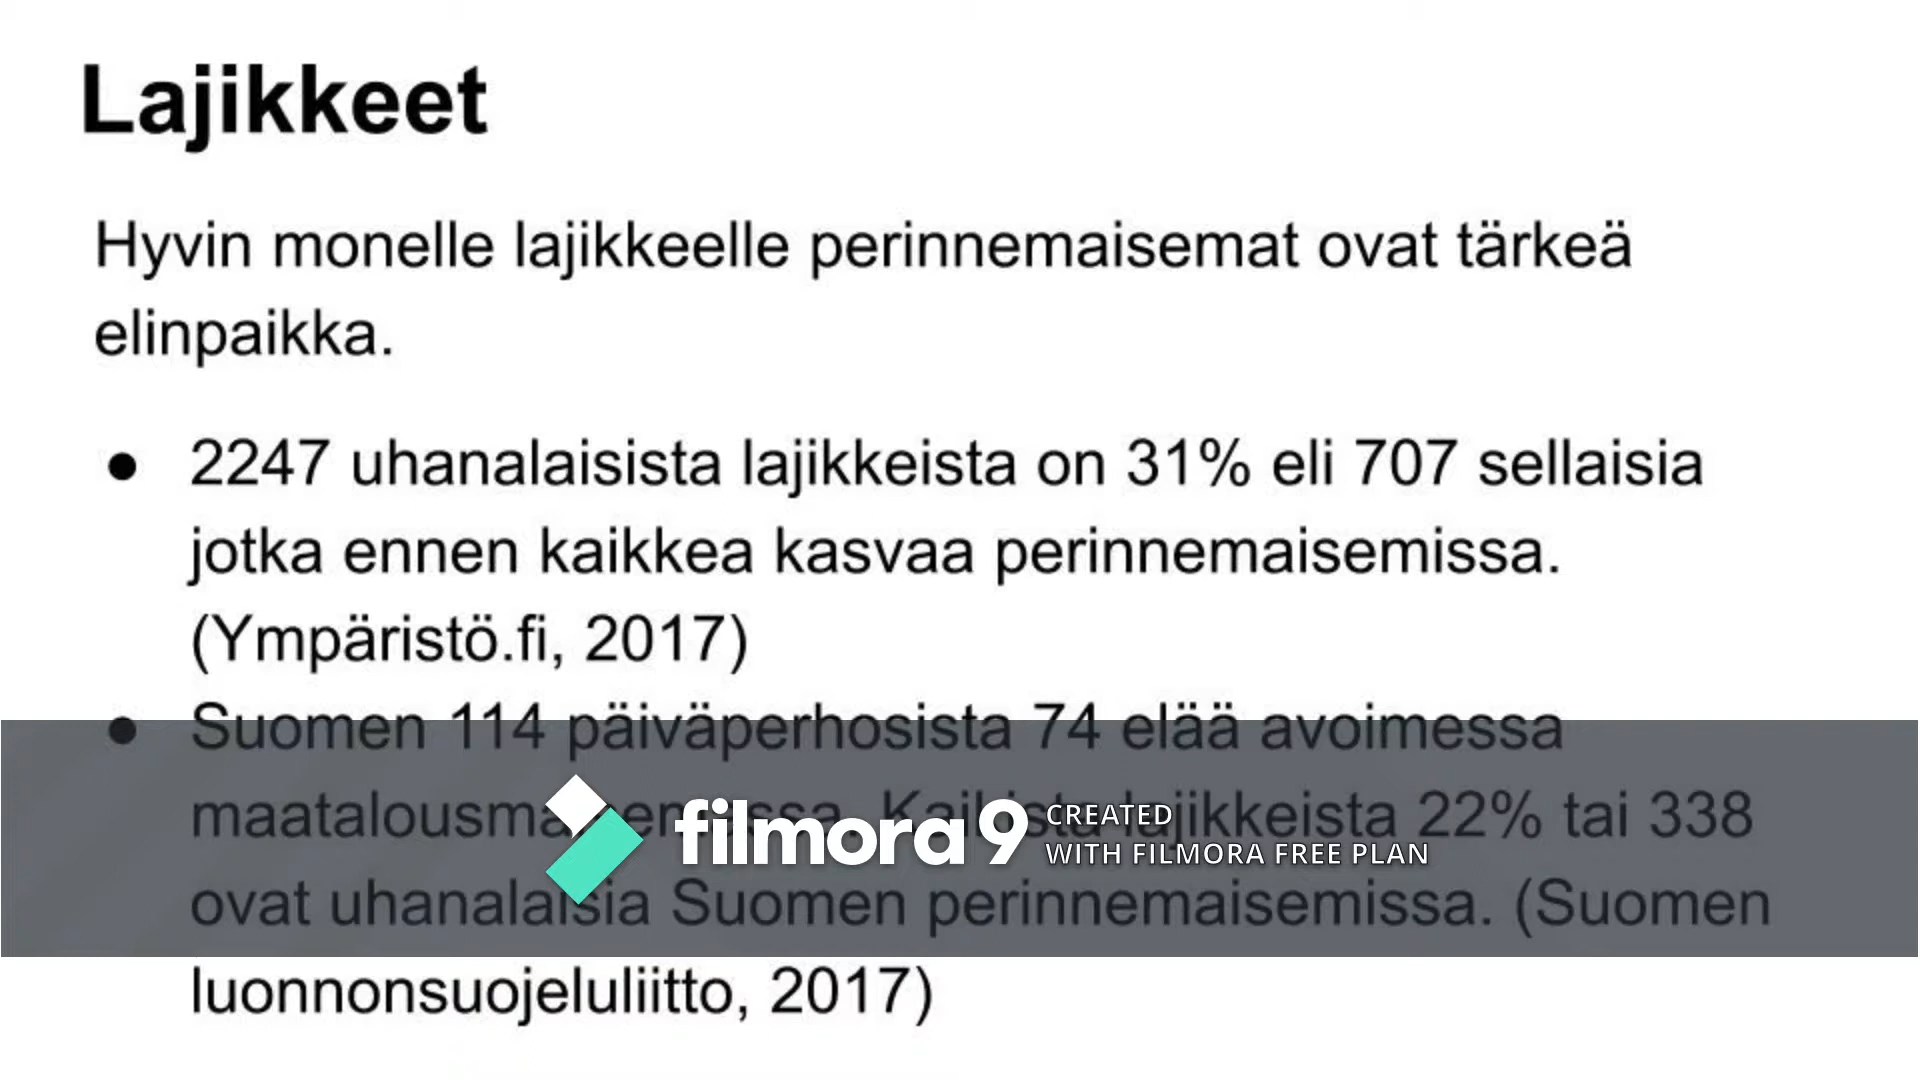 Lajikkeet
Hyvin monelle lajikkeelle perinnemaisemat ovat tärkeä
elinpaikka.
● 2247 uhanalaisista lajikkeista on 31% eli 707 sellaisia
jotka ennen kaikkea kasvaa perinnemaisemissa.
(Ympäristö.fi, 2017)
● Suomen 114 päiväperhosista 74 elää avoimessa
lajikkeista 22% tai 338
filmora9 CREATED
WITH FILMORA FREE PLAN
ovat uhanalaisia Suomen perinnemaisemissa. (Suomen
luonnonsuojeluliitto, 2017)